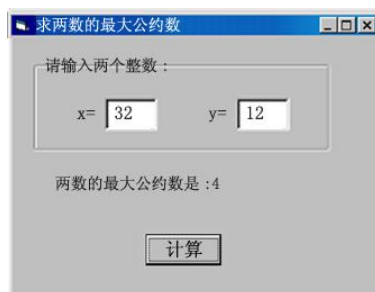 求两数的最大公约数
请输入两个整数：
x= 32 y= 12
两数的最大公约数是:4
计算